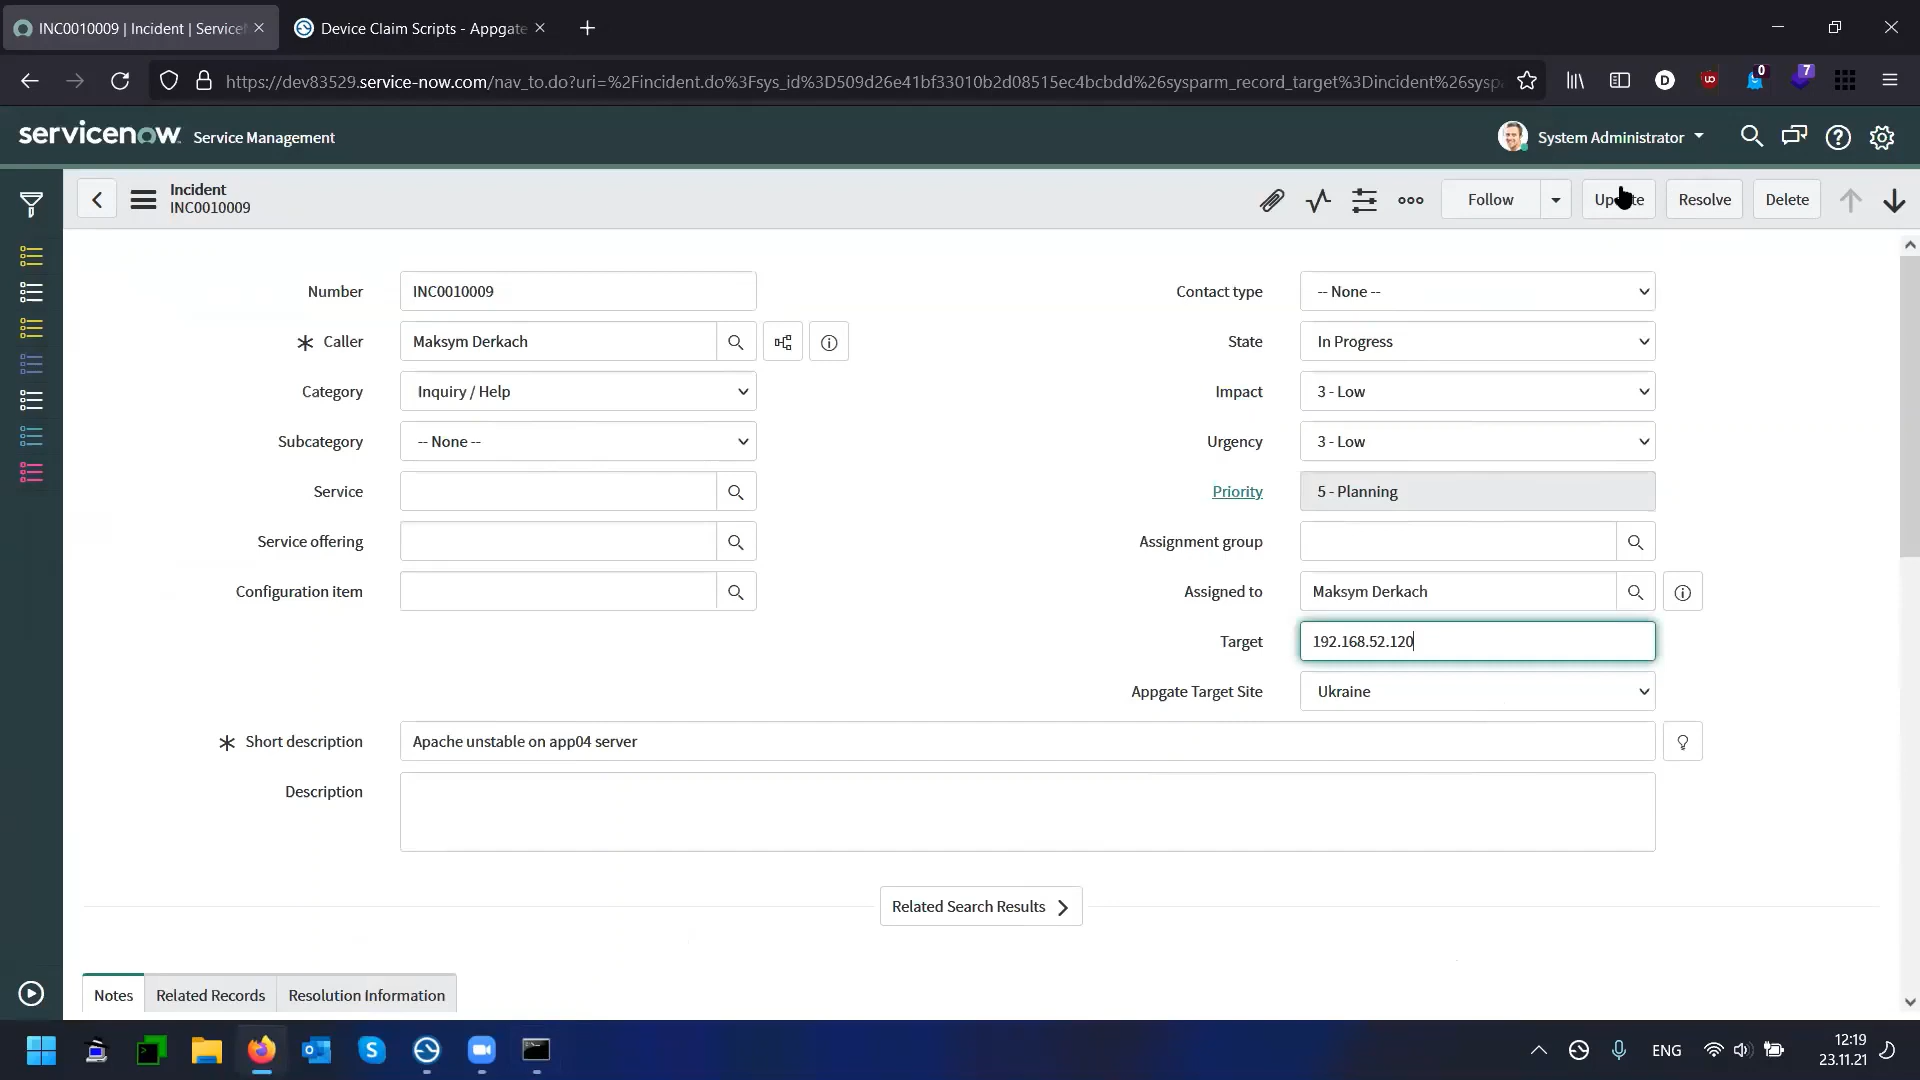 INC0010009 | Incident | Service
Device Claim Scripts - Appgate
https://dev83529.service-now.com/nav_to.do?uri=%2Fincident.do%3Fsys_id%3D509d26e41bf33010b2d08515ec4bcbdd%26sysparm_record_target%3Dincident%26sysp
D
0
7
servicenow Service Management
System Administrator
Incident
INC0010009
Follow
Update
Resolve
Delete
Number
INC0010009
Contact type
-- None --
Caller
Maksym Derkach
State
In Progress
Category
Inquiry / Help
Impact
3 - Low
Subcategory
-- None --
Urgency
3 - Low
Service
Priority
5 - Planning
Service offering
Assignment group
Configuration item
Assigned to
Maksym Derkach
Target
192.168.52.120
Appgate Target Site
Ukraine
Short description
Apache unstable on app04 server
Description
Related Search Results
Notes
Related Records
Resolution Information
ENG
12:19
23.11.21